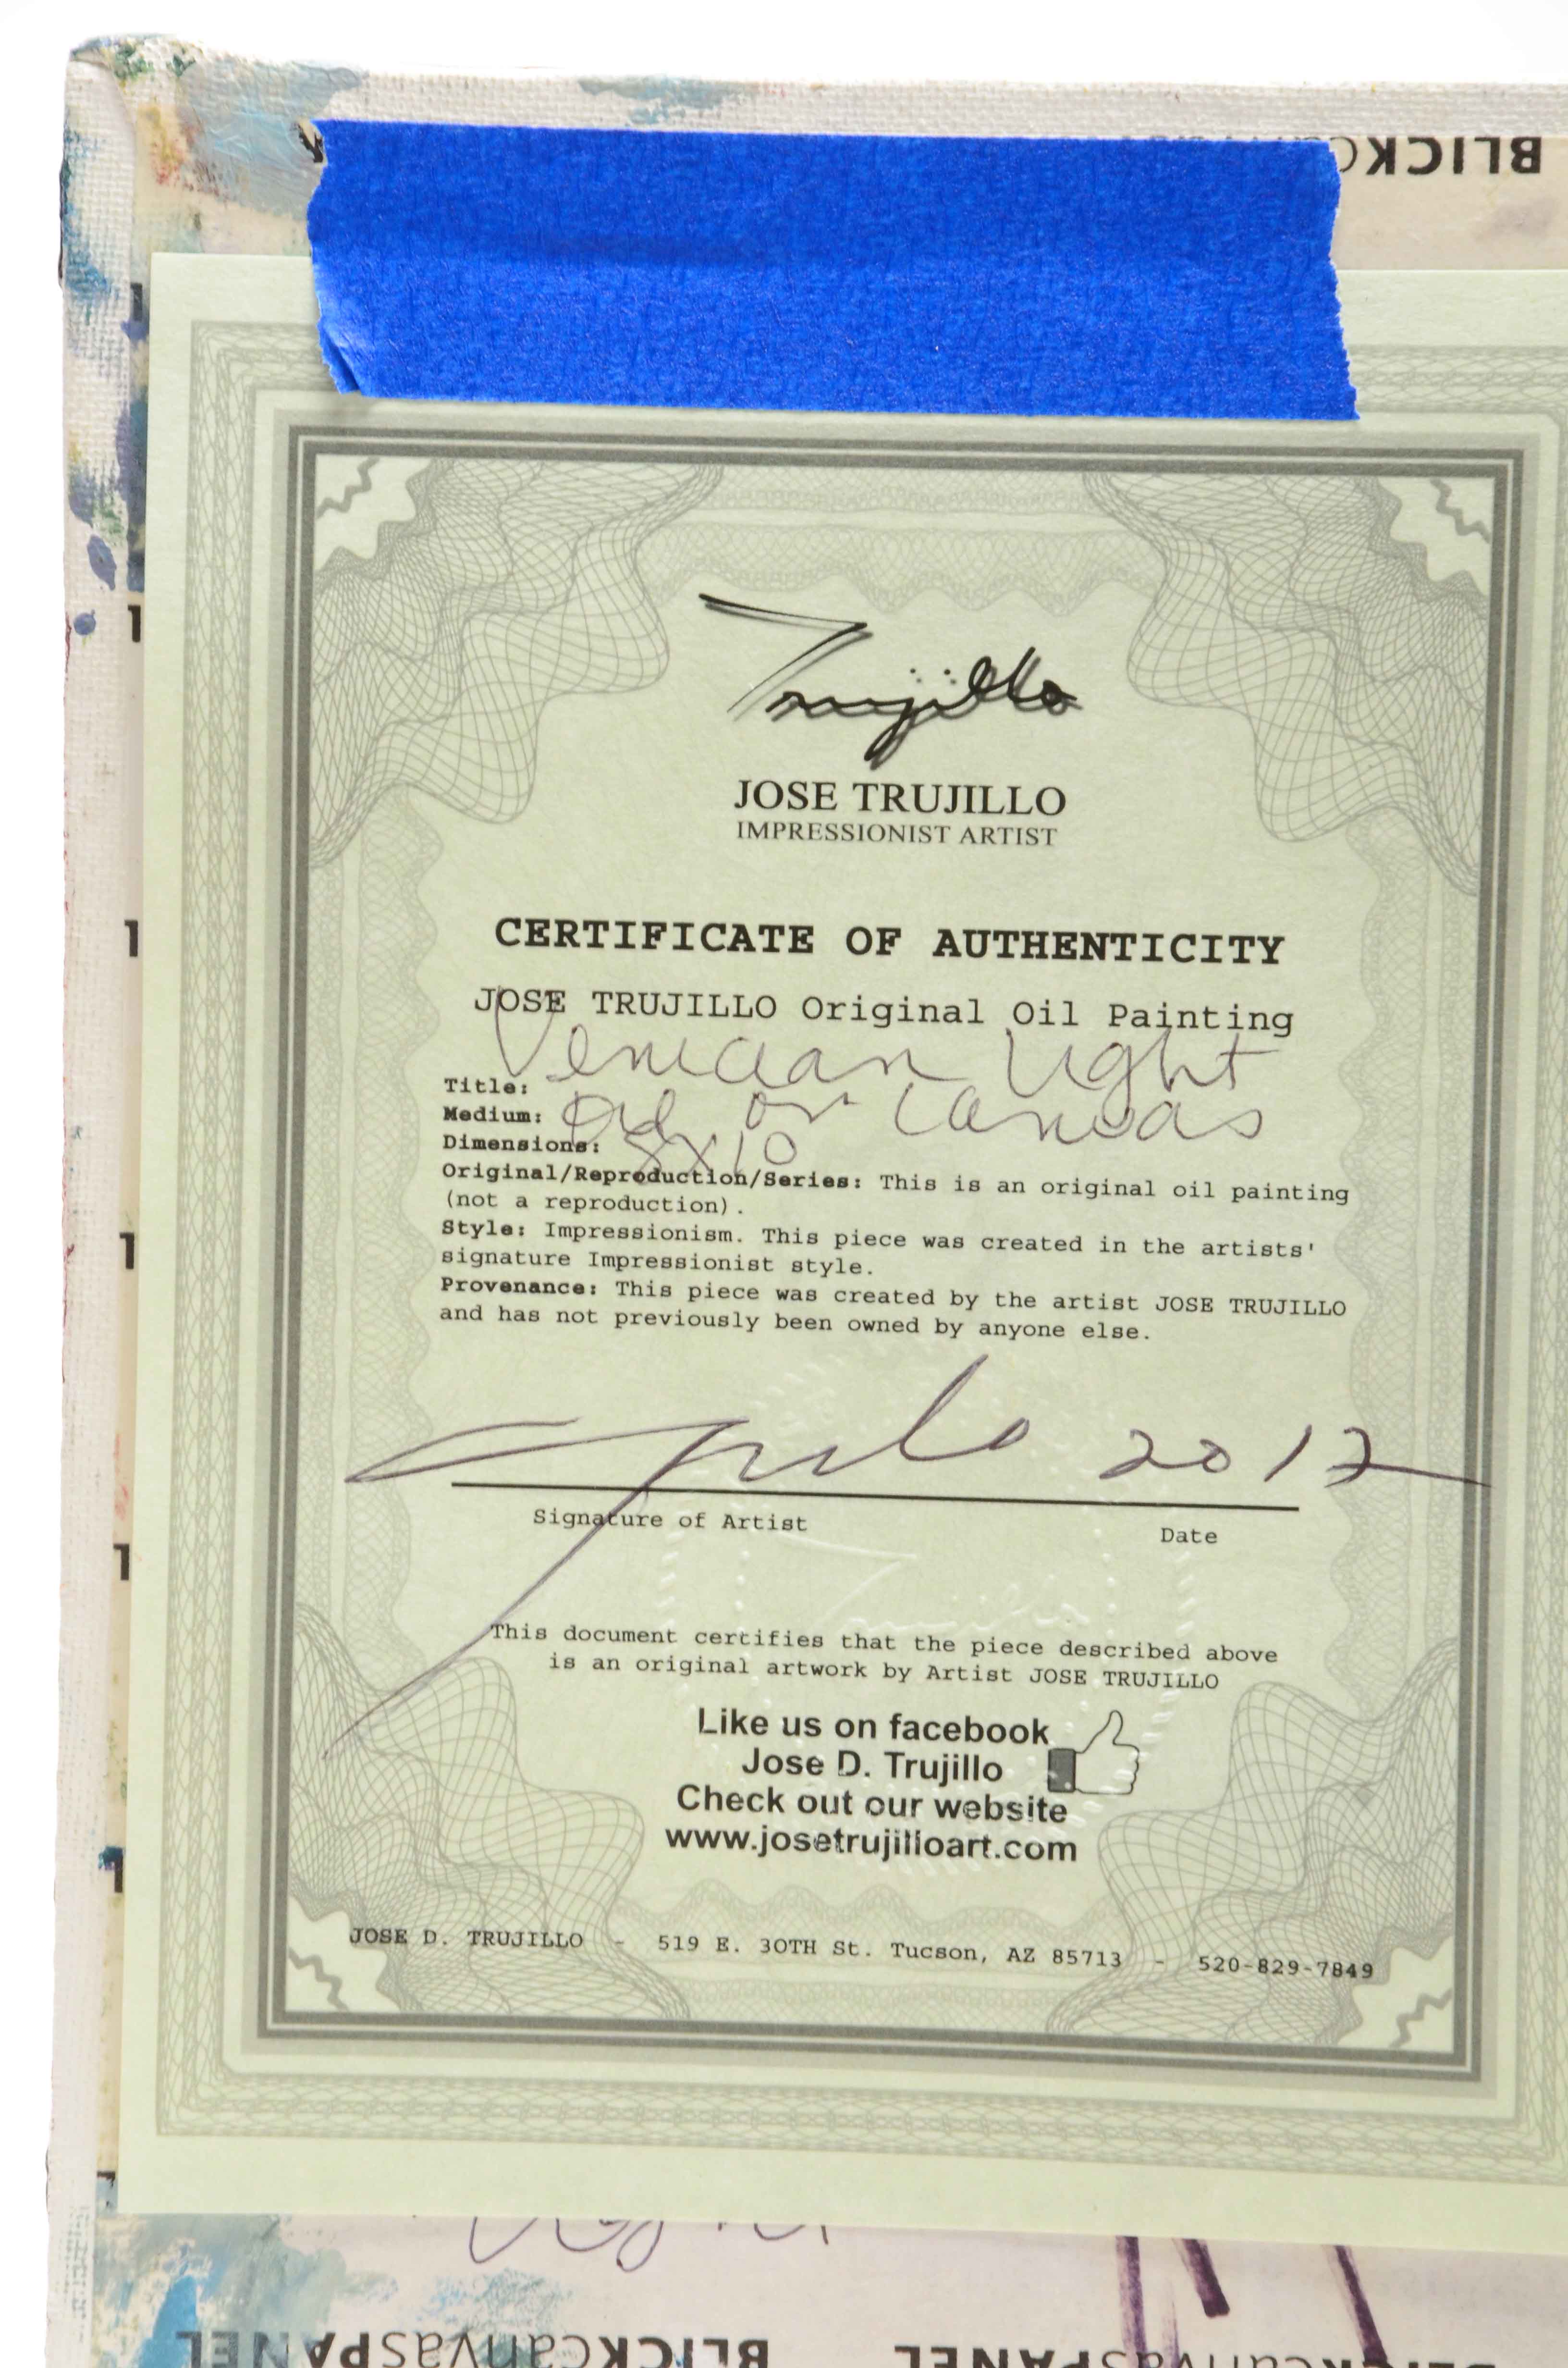 BLICKc
Trujillo
JOSE TRUJILLO
IMPRESSIONIST ARTIST
CERTIFICATE OF AUTHENTICITY
JOSE TRUJILLO Original Oil Painting
Title: Venician Light
Medium: Oil on Canvas
Dimensions: 8x10
Original/Reproduction/Series: This is an original oil painting
(not a reproduction).
Style: Impressionism. This piece was created in the artists'
signature Impressionist style.
Provenance: This piece was created by the artist JOSE TRUJILLO
and has not previously been owned by anyone else.
2012
Signature of Artist
Date
This document certifies that the piece described above
is an original artwork by Artist JOSE TRUJILLO
Like us on facebook
Jose D. Trujillo
Check out our website
www.josetrujilloart.com
JOSE D. TRUJILLO - 519 E. 30TH St. Tucson, AZ 85713 - 520-829-7849
BLICKcanvasPANEL BLICKcanvasPANEL